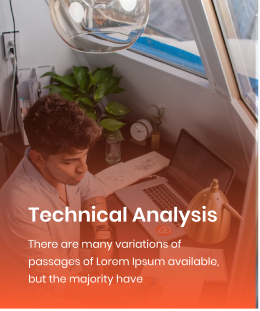 Technical Analysis
There are many variations of
passages of Lorem Ipsum available,
but the majority have